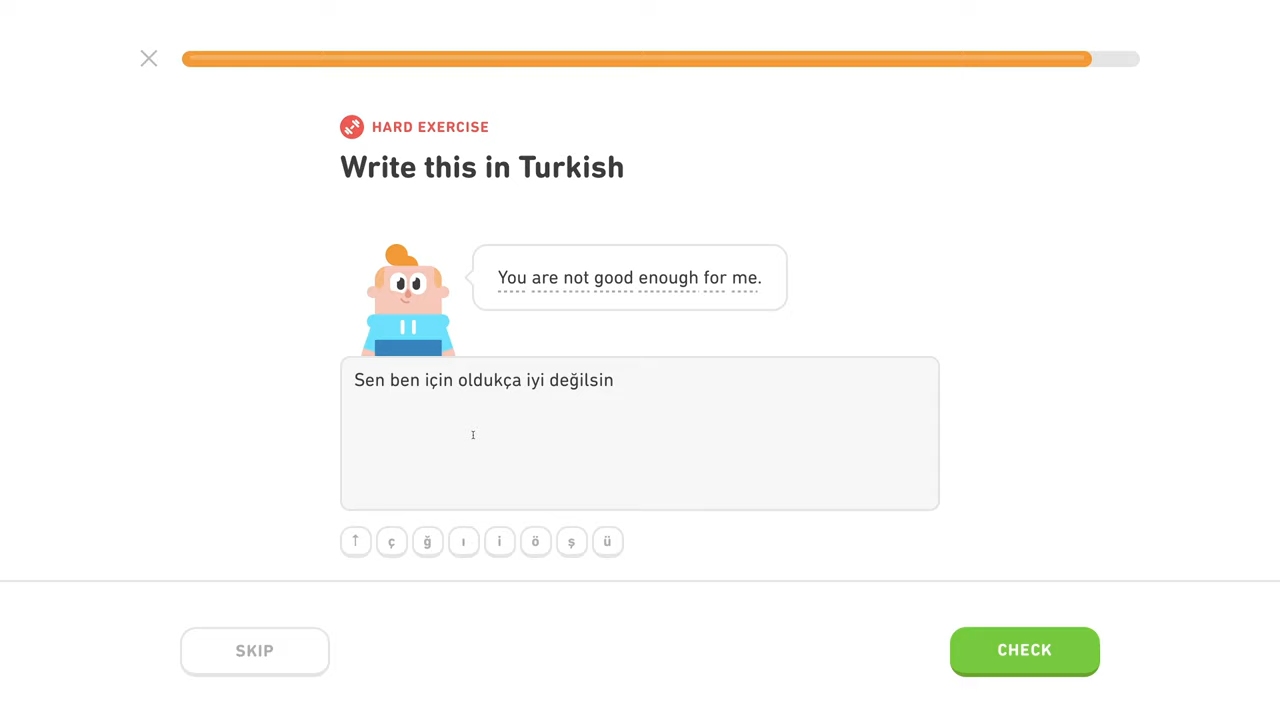 HARD EXERCISE
Write this in Turkish
You are not good enough for me.
Sen ben için oldukça iyi değilsin
↑ ç ğ ı i ö ş ü
SKIP
CHECK